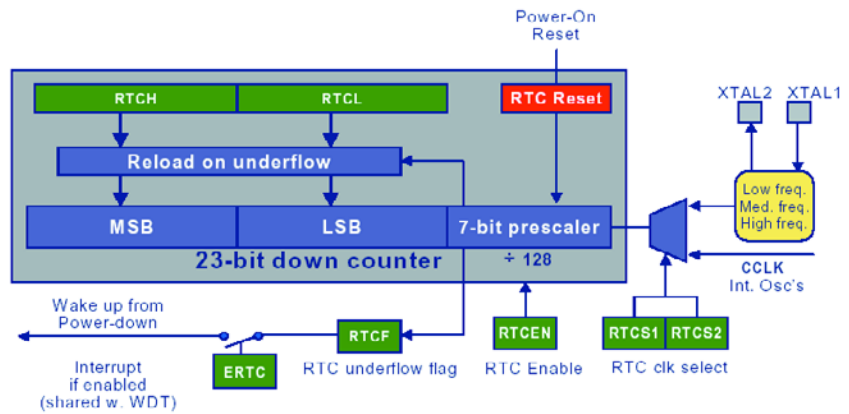 Power-On
Reset
XTAL2
XTAL1
RTCH
RTCL
RTC Reset
Reload on underflow
Low freq.
Med. freq.
High freq.
MSB
LSB
7-bit prescaler
23-bit down counter
÷ 128
CCLK
Int. Osc's
Wake up from
Power-down
RTCF
RTCEN
RTCS1
RTCS2
Interrupt
if enabled
(shared w. WDT)
ERTC
RTC underflow flag
RTC Enable
RTC clk select